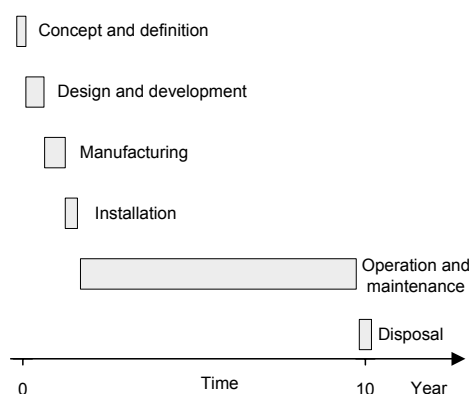 Concept and definition
Design and development
Manufacturing
Installation
Operation and
maintenance
Disposal
0 Time 10 Year